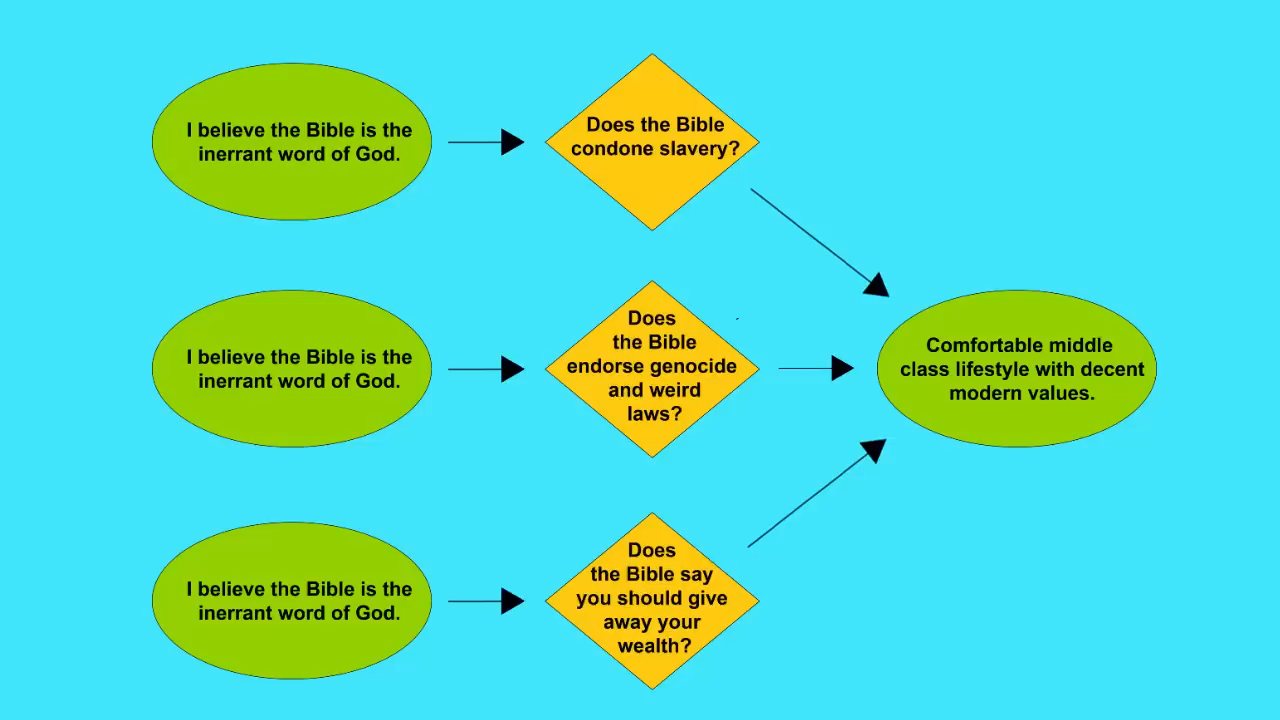 I believe the Bible is the
inerrant word of God.
Does the Bible
condone slavery?
I believe the Bible is the
inerrant word of God.
Does
the Bible
endorse genocide
and weird
laws?
Comfortable middle
class lifestyle with decent
modern values.
I believe the Bible is the
inerrant word of God.
Does
the Bible say
you should give
away your
wealth?